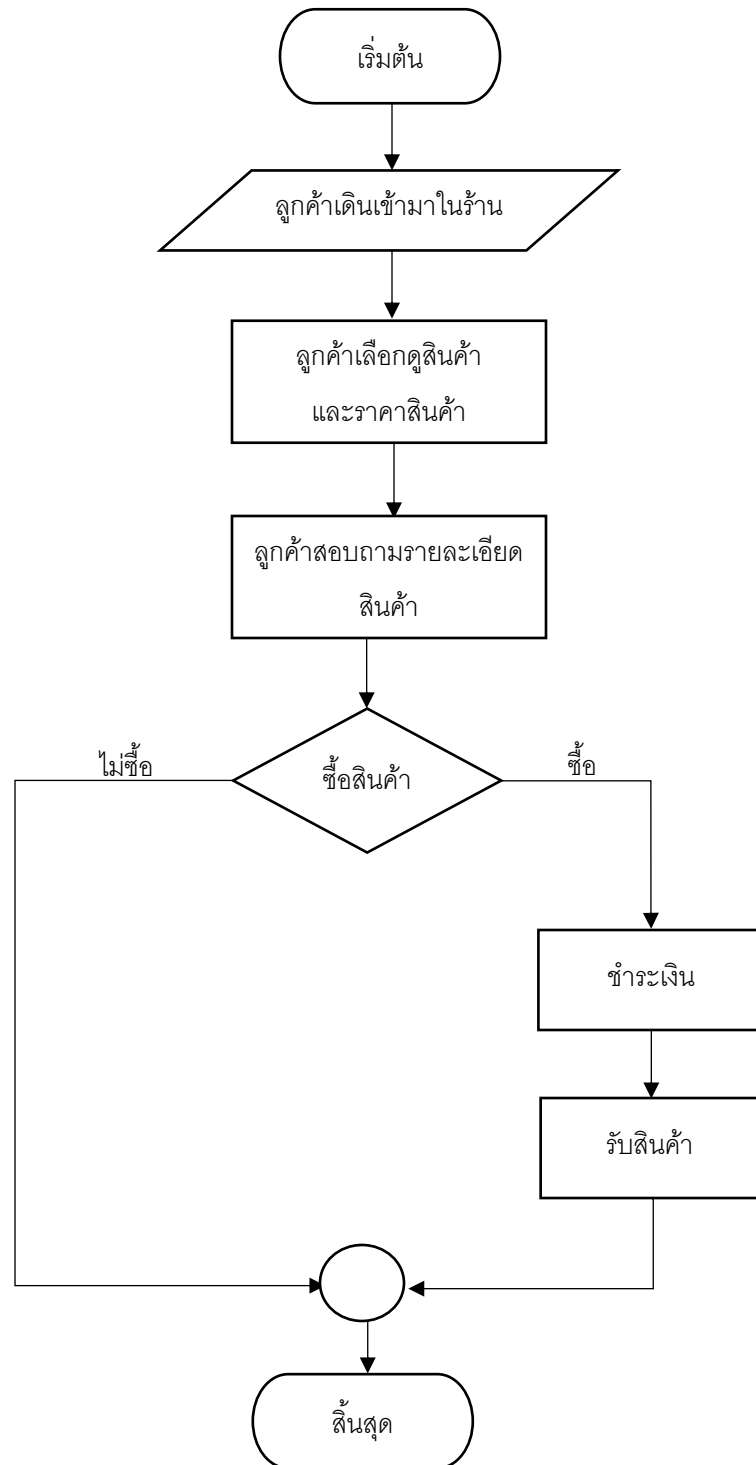 เริ่มต้น
ลูกค้าเดินเข้ามาในร้าน
ลูกค้าเลือกดูสินค้า
และราคาสินค้า
ลูกค้าสอบถามรายละเอียด
สินค้า
ไม่ซื้อ
ซื้อสินค้า
ซื้อ
ชำระเงิน
รับสินค้า
สิ้นสุด